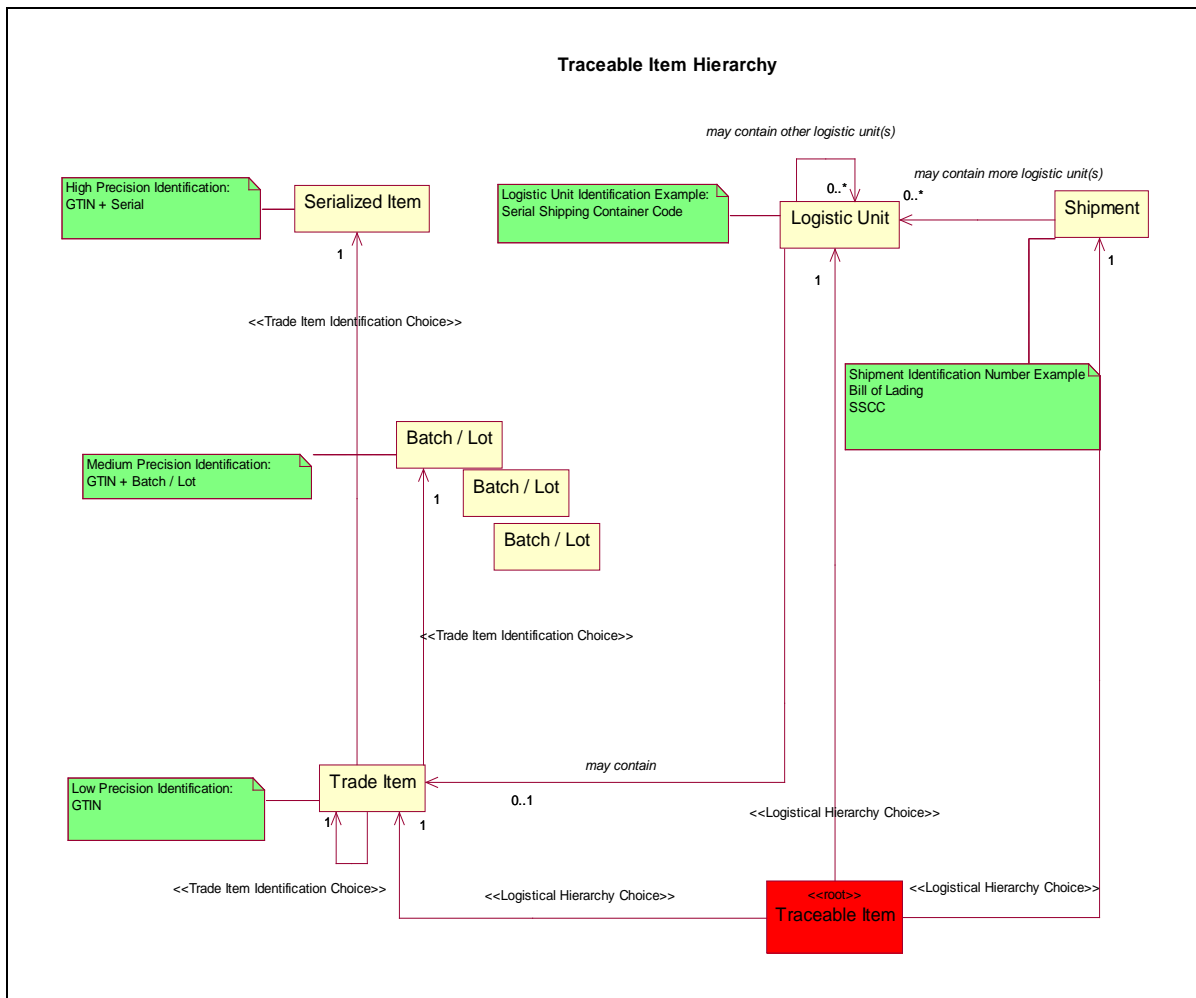 Traceable Item Hierarchy
may contain other logistic unit(s)
0..*
may contain more logistic unit(s)
0..*
High Precision Identification:
GTIN + Serial
Serialized Item
1
Logistic Unit Identification Example:
Serial Shipping Container Code
Logistic Unit
1
Shipment
1
<<Trade Item Identification Choice>>
Shipment Identification Number Example
Bill of Lading
SSCC
Medium Precision Identification:
GTIN + Batch / Lot
Batch / Lot
1
Batch / Lot
Batch / Lot
<<Trade Item Identification Choice>>
Low Precision Identification:
GTIN
Trade Item
may contain
0..1
1
1
<<Trade Item Identification Choice>>
<<Logistical Hierarchy Choice>>
<<Logistical Hierarchy Choice>>
<<root>>
Traceable Item
<<Logistical Hierarchy Choice>>